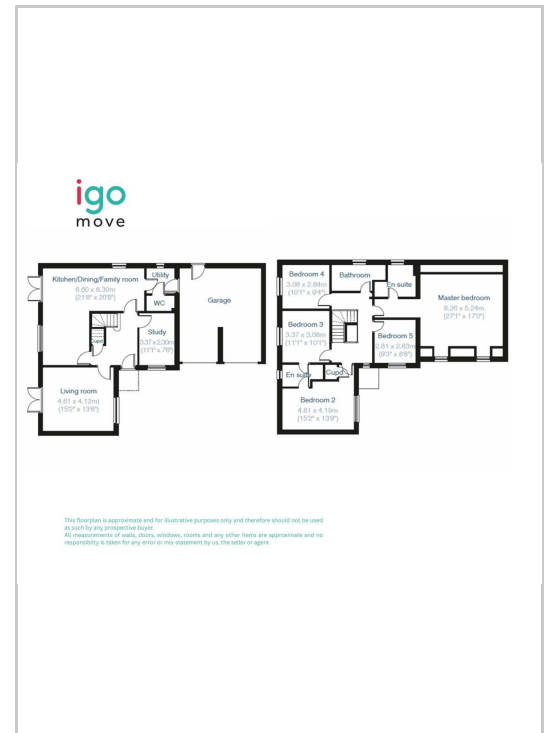 igo
move
Kitchen/Dining/Family room
6.60 x 6.30m
(21'8" x 20'8")
Utility
WC
Garage
Cupd
Study
3.37 x 2.30m
(11'1" x 7'6")
Living room
4.61 x 4.12m
(15'2" x 13'6")
Bedroom 4
3.08 x 2.84m
(10'1" x 9'4")
Bathroom
En suite
Master bedroom
8.26 x 5.24m
(27'1" x 17'2")
Bedroom 3
3.37 x 3.08m
(11'1" x 10'1")
Bedroom 5
2.81 x 2.63m
(9'3" x 8'8")
En suite
Cupd
Bedroom 2
4.61 x 4.19m
(15'2" x 13'9")
This floorplan is approximate and for illustrative purposes only and therefore should not be used
as such by any prospective buyer.
All measurements of walls, doors, windows, rooms and any other items are approximate and no
responsibility is taken for any error or mis-statement by us, the seller or agent